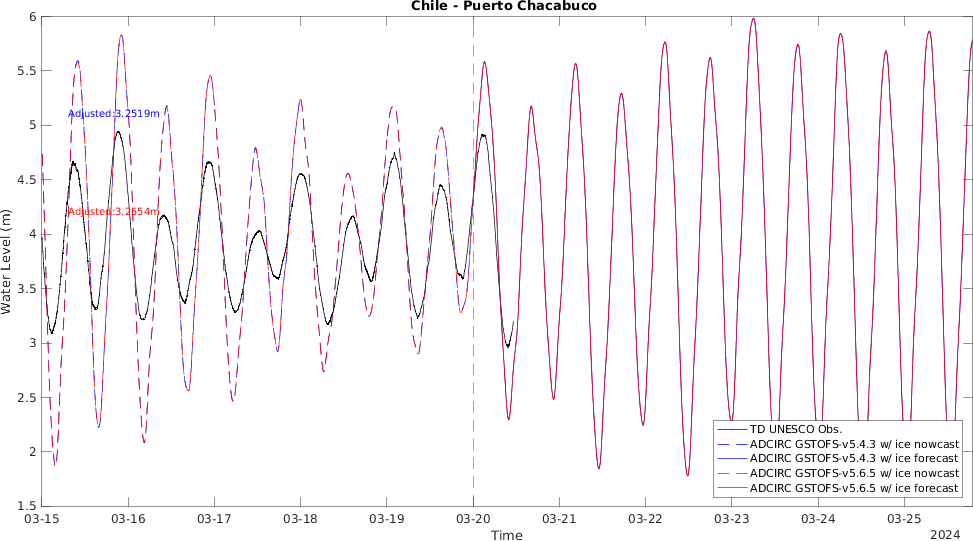 Chile - Puerto Chacabuco
6
5.5
5
4.5
4
3.5
3
2.5
2
1.5
Water Level (m)
Adjusted:3.2519m
Adjusted:3.2554m
TD UNESCO Obs.
ADCIRC GSTOFS-v5.4.3 w/ ice nowcast
ADCIRC GSTOFS-v5.4.3 w/ ice forecast
ADCIRC GSTOFS-v5.6.5 w/ ice nowcast
ADCIRC GSTOFS-v5.6.5 w/ ice forecast
03-15 03-16 03-17 03-18 03-19 03-20 03-21 03-22 03-23 03-24 03-25
Time
2024